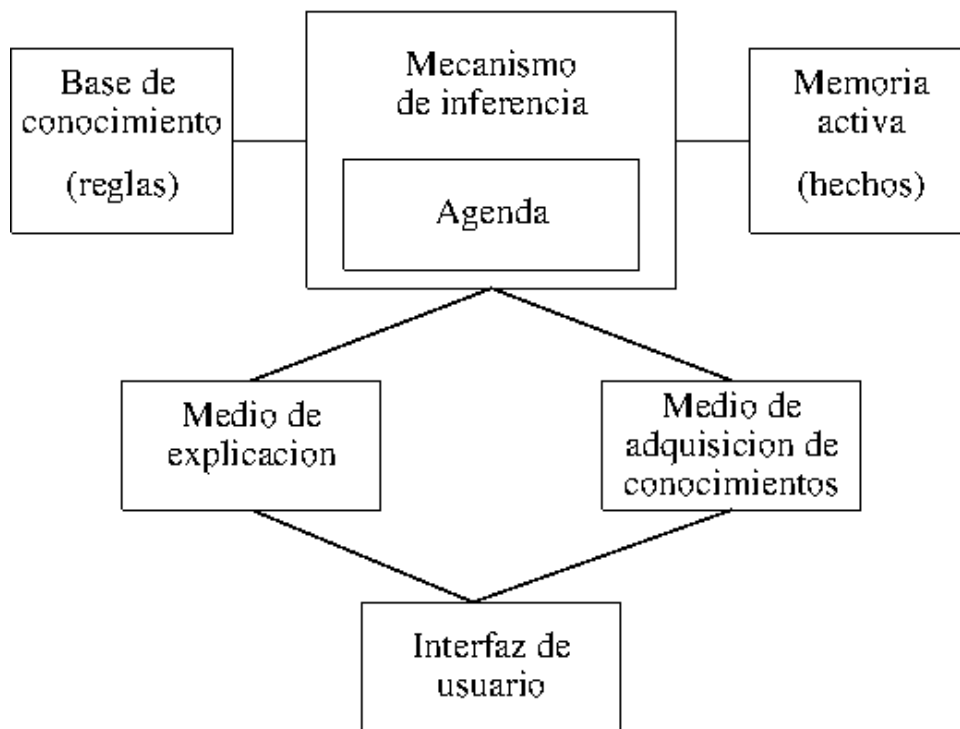 Base de
conocimiento
(reglas)
Mecanismo
de inferencia
Agenda
Memoria
activa
(hechos)
Medio de
explicacion
Medio de
adquisicion de
conocimientos
Interfaz de
usuario